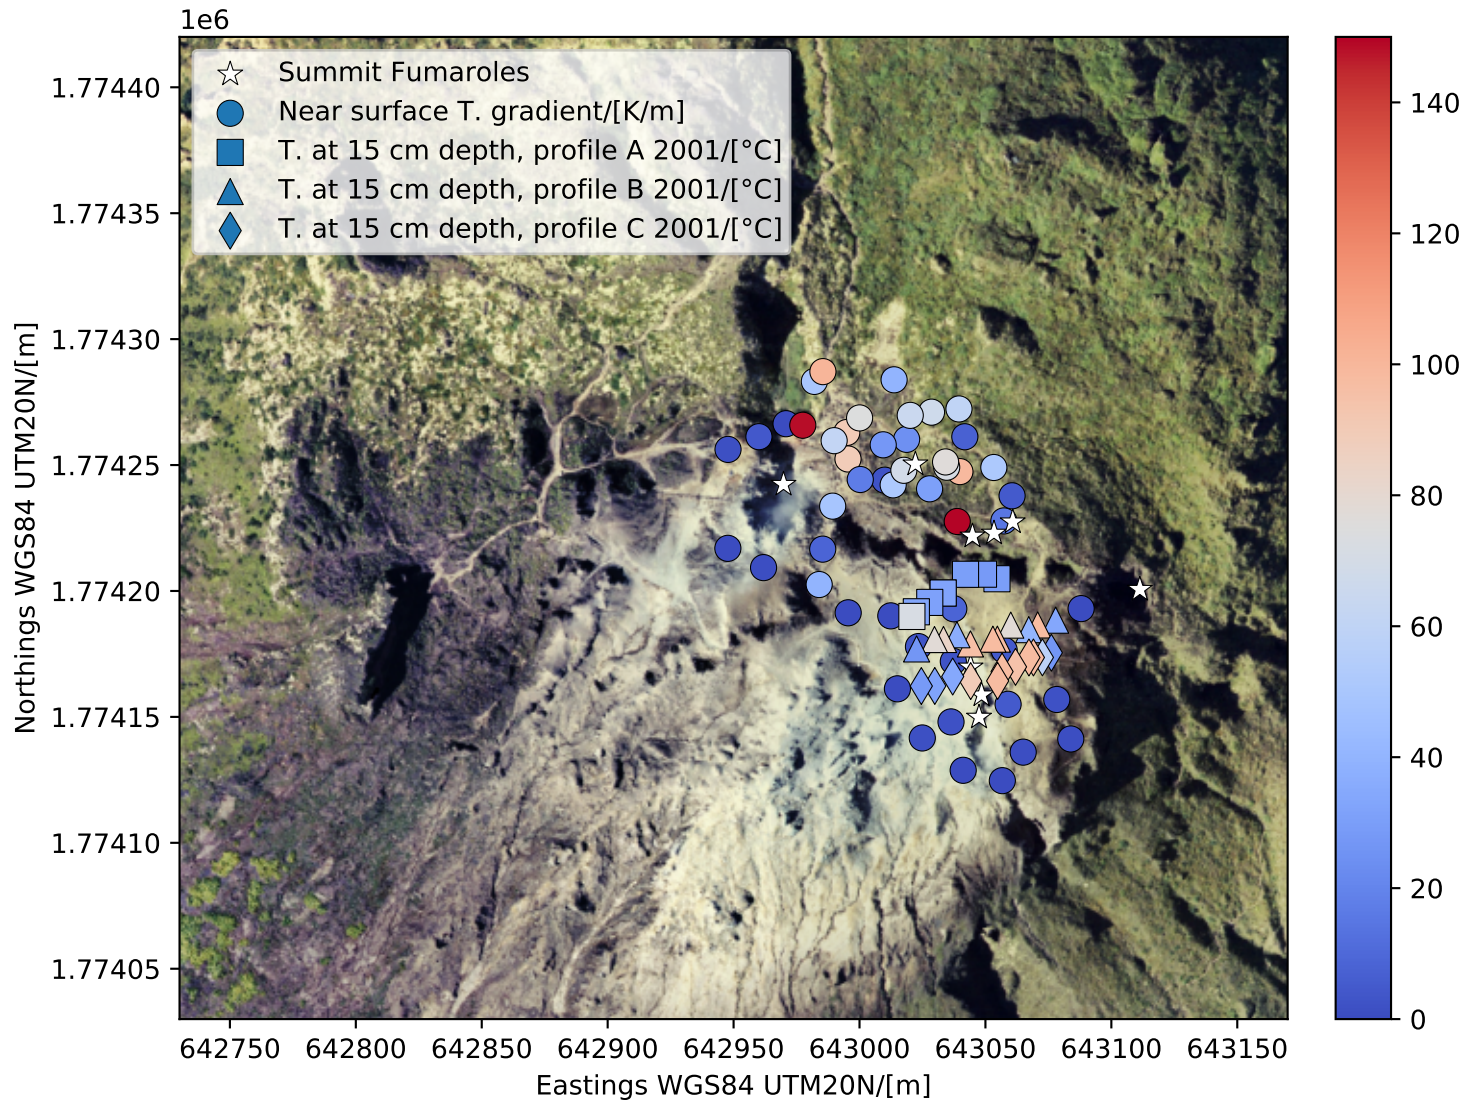 1e6
Summit Fumaroles
Near surface T. gradient/[K/m]
T. at 15 cm depth, profile A 2001/[°C]
T. at 15 cm depth, profile B 2001/[°C]
T. at 15 cm depth, profile C 2001/[°C]
1.77440
1.77435
1.77430
1.77425
1.77420
1.77415
1.77410
1.77405
Northings WGS84 UTM20N/[m]
642750 642800 642850 642900 642950 643000 643050 643100 643150
Eastings WGS84 UTM20N/[m]
140
120
100
80
60
40
20
0